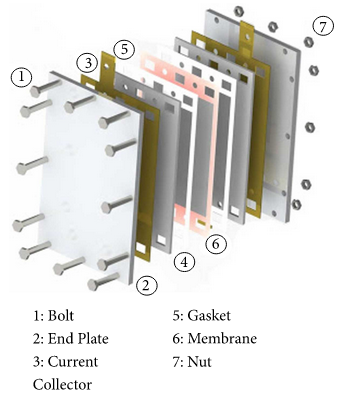 7
5
3
1
6
4
2
1: Bolt
2: End Plate
3: Current
Collector
5: Gasket
6: Membrane
7: Nut